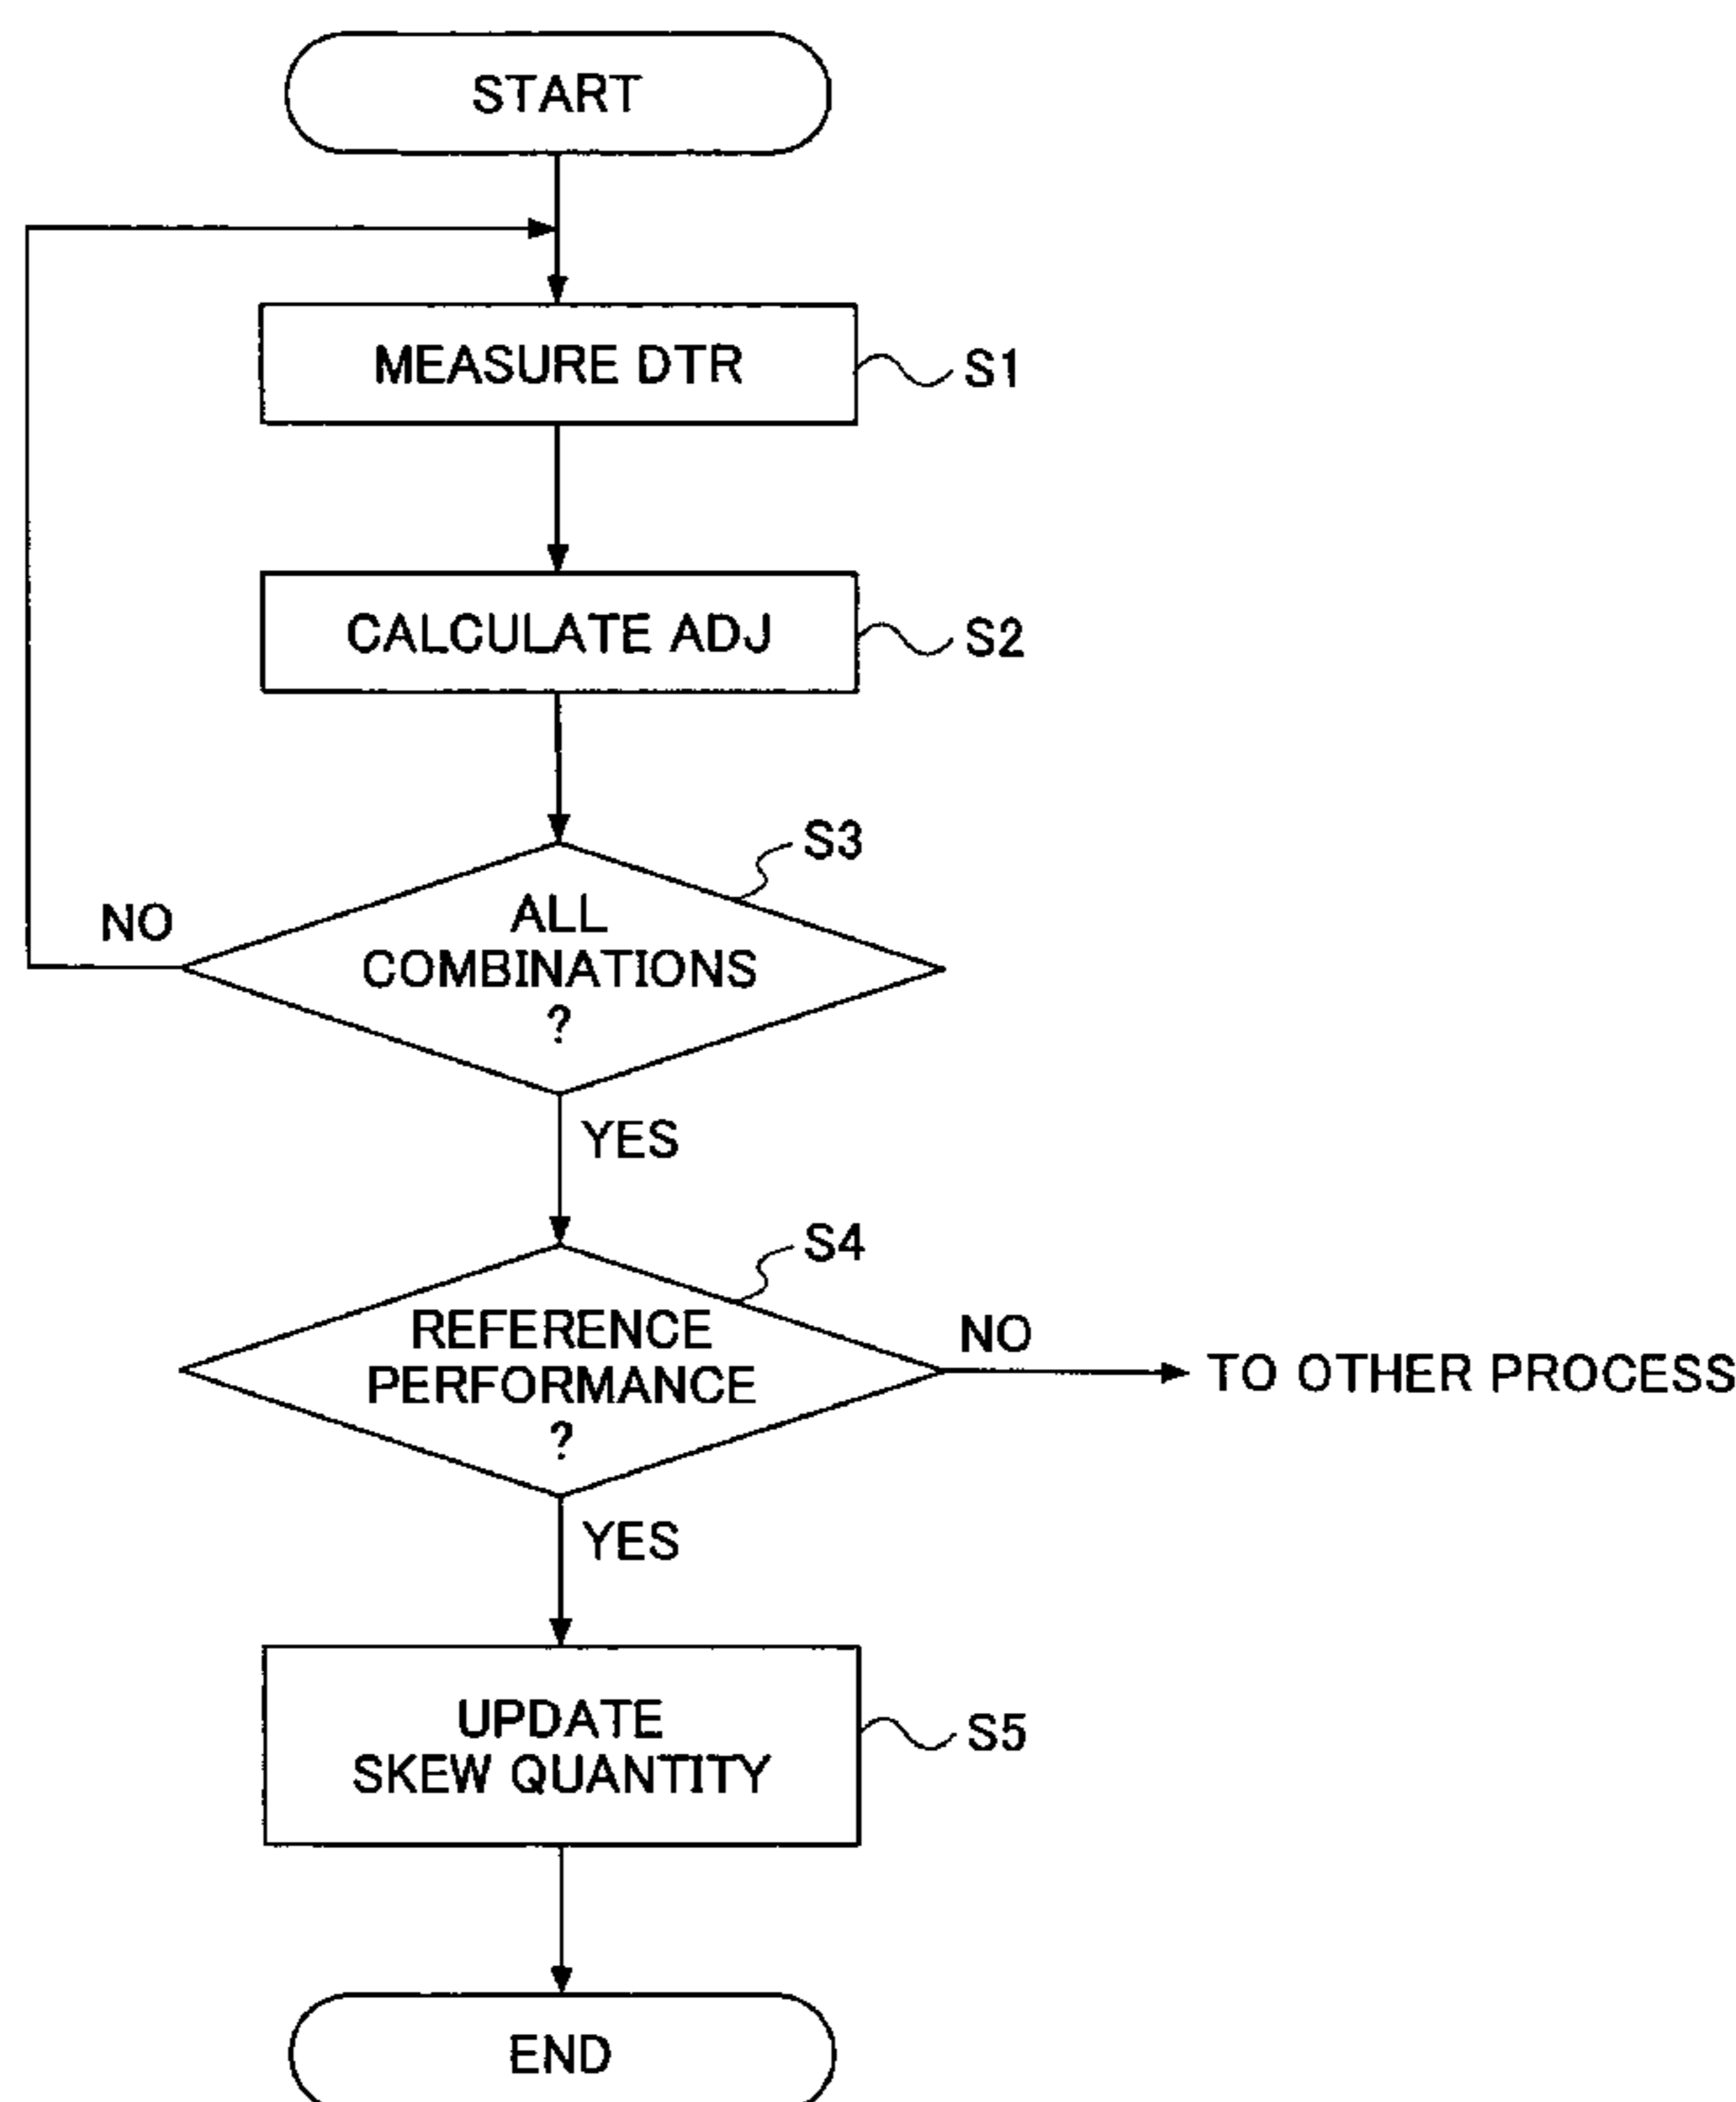 START
MEASURE DTR
S1
CALCULATE ADJ
S2
S3
ALL
COMBINATIONS
?
NO
YES
S4
REFERENCE
PERFORMANCE
?
NO
TO OTHER PROCESS
YES
UPDATE
SKEW QUANTITY
S5
END